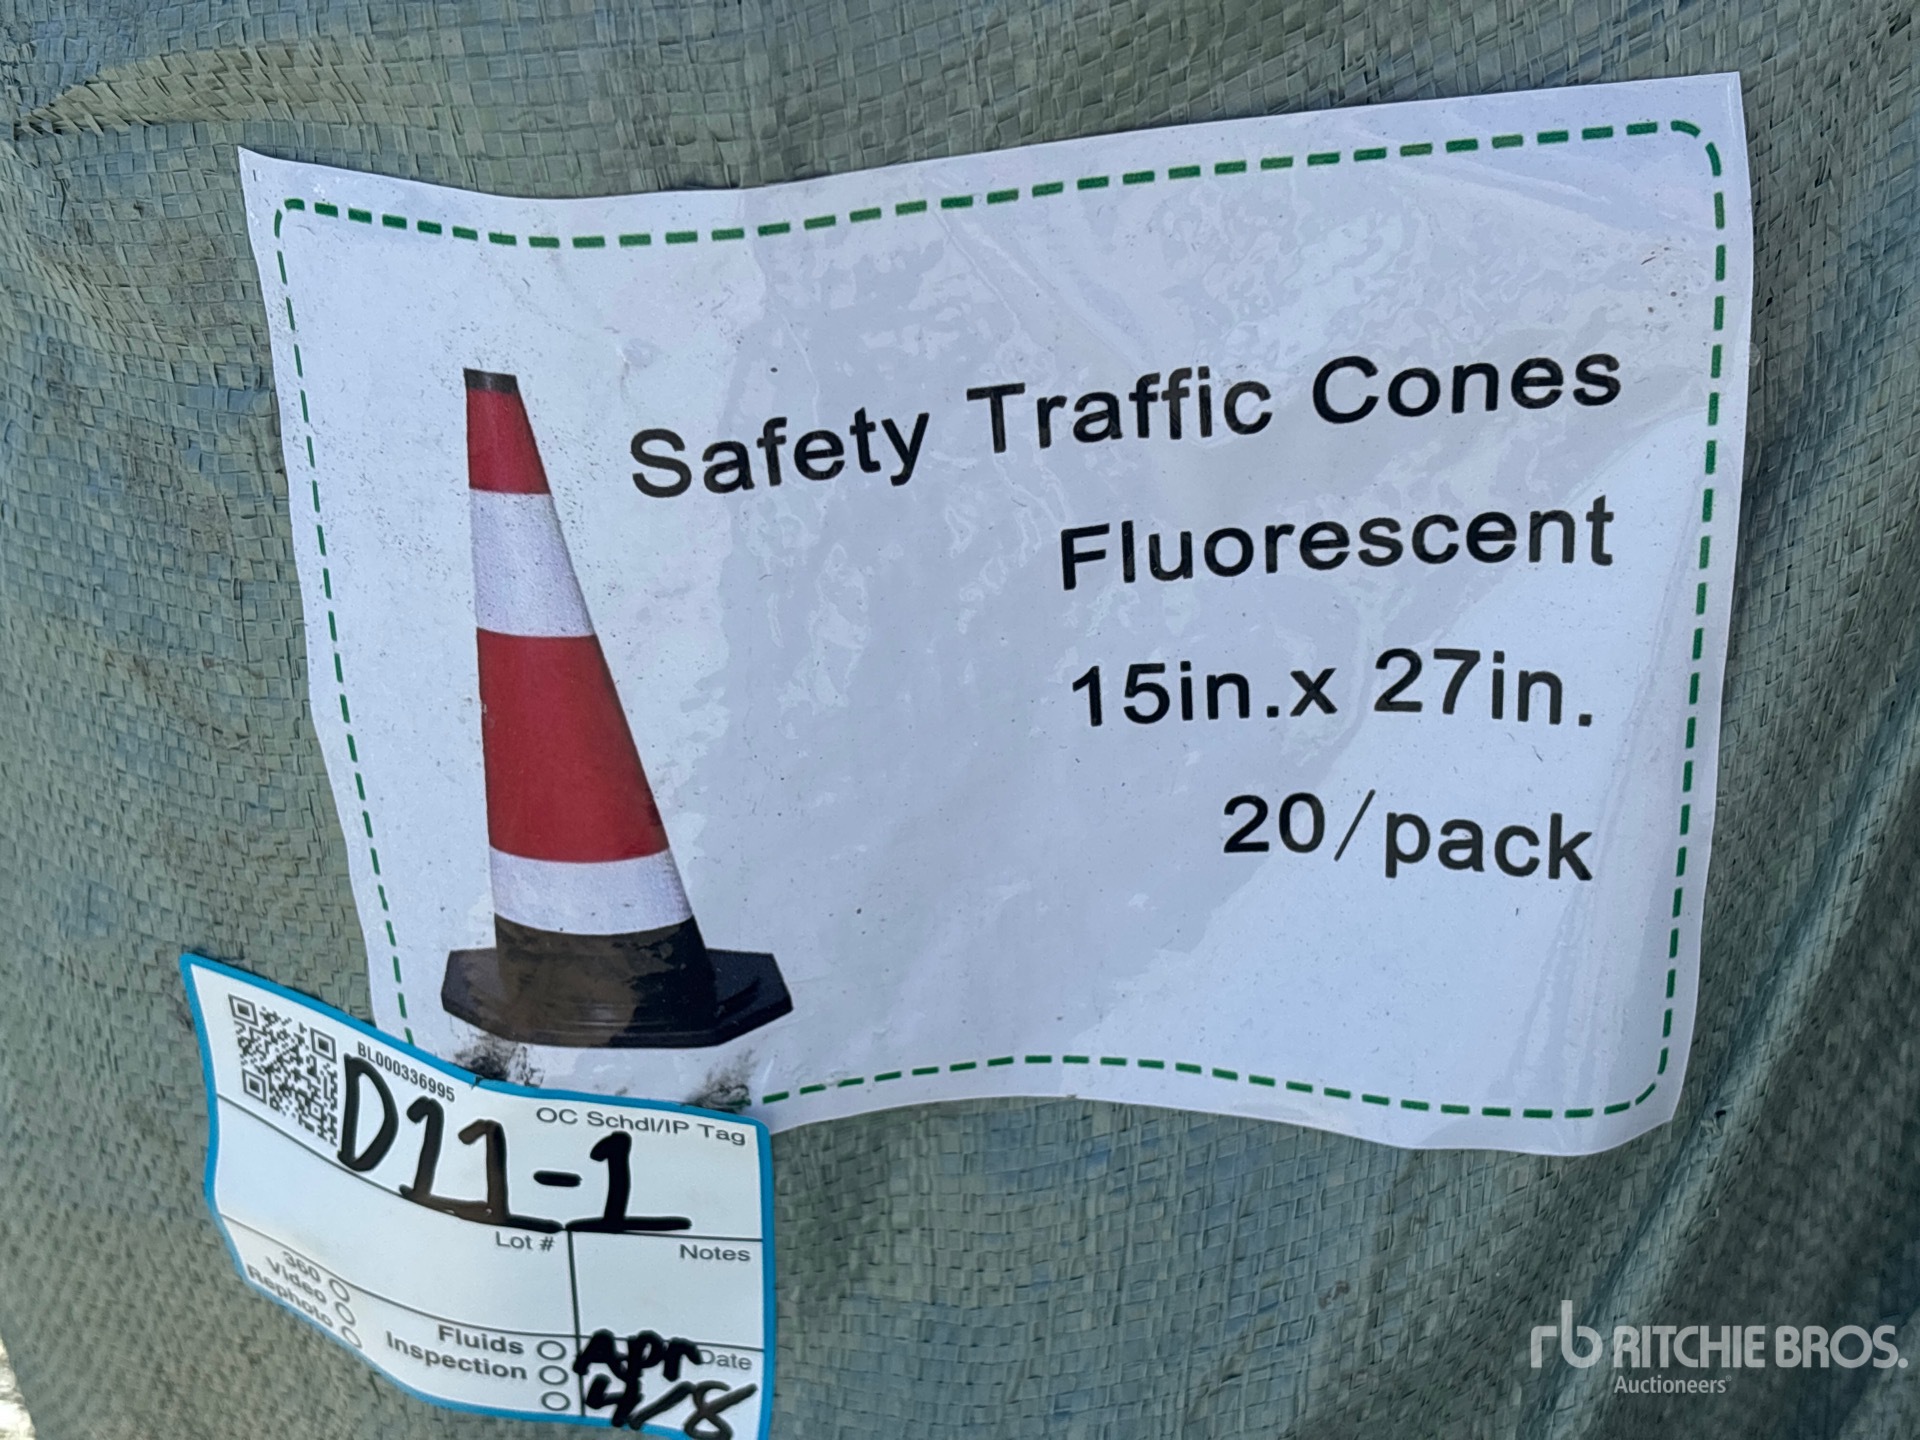 Safety Traffic Cones
Fluorescent
15in.x 27in.
20/pack
BL000336995
OC Schdl/IP Tag
D11-1
Lot #
Notes
360
Video
Rephoto
Fluids
Inspection
Date
Apr
4/8
rb RITCHIE BROS.
Auctioneers